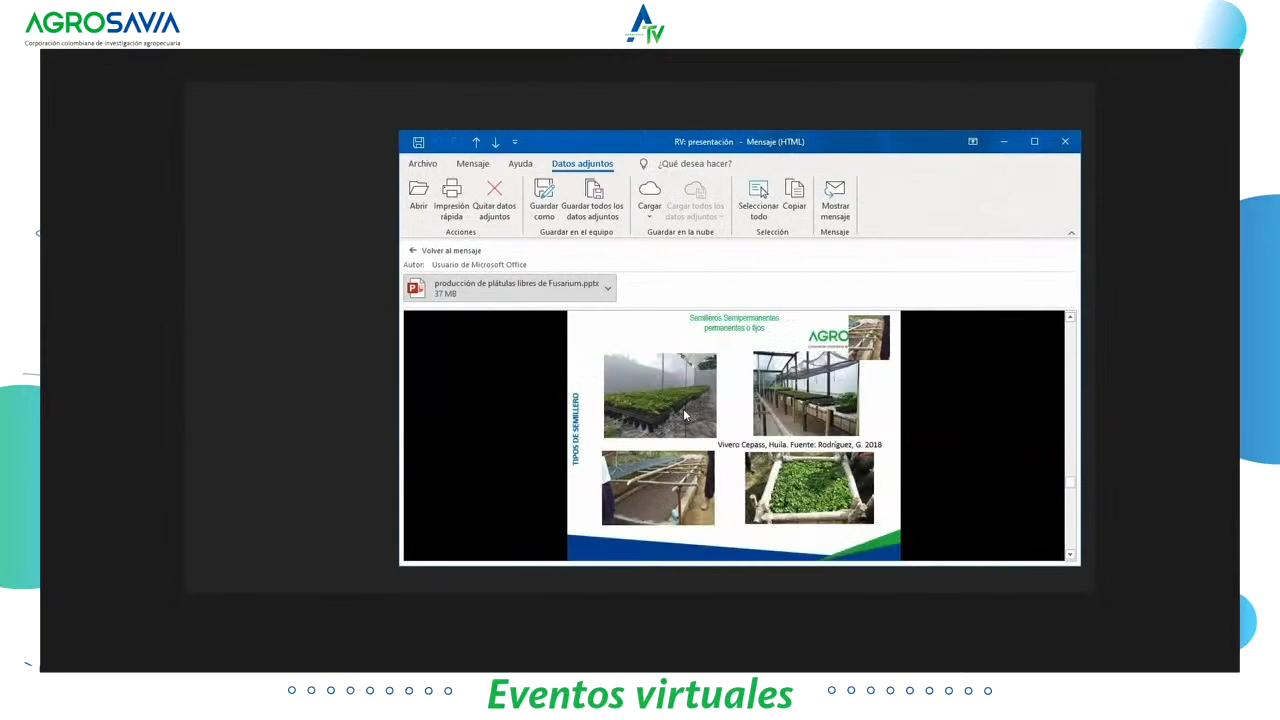 AGROSAVIA
Corporación colombiana de investigación agropecuaria
ATV
RV: presentación - Mensaje (HTML)
Archivo Mensaje Ayuda Datos adjuntos ¿Qué desea hacer?
Abrir Impresión rápida Quitar datos adjuntos Guardar como Guardar todos los datos adjuntos Cargar Cargar todos los datos adjuntos Seleccionar todo Copiar Mostrar mensaje
Acciones Guardar en el equipo Guardar en la nube Selección Mensaje
Volver al mensaje
Autor: Usuario de Microsoft Office
producción de plátulas libres de Fusarium.pptx
37 MB
Semilleros Semipermanentes
permanentes o fijos
AGRO
TIPOS DE SEMILLERO
Vivero Cepass, Huila. Fuente: Rodríguez, G. 2018
Eventos virtuales